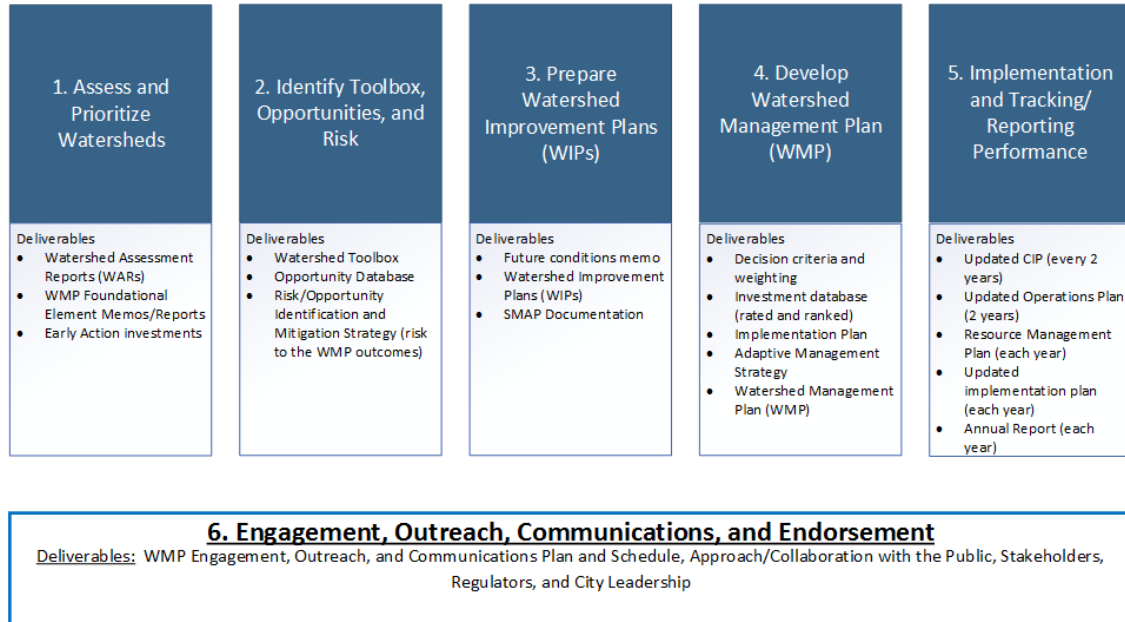 1. Assess and
Prioritize
Watersheds
Deliverables
• Watershed Assessment
Reports (WARs)
• WMP Foundational
Element Memos/Reports
• Early Action investments
2. Identify Toolbox,
Opportunities, and
Risk
Deliverables
• Watershed Toolbox
• Opportunity Database
• Risk/Opportunity
Identification and
Mitigation Strategy (risk
to the WMP outcomes)
3. Prepare
Watershed
Improvement Plans
(WIPs)
Deliverables
• Future conditions memo
• Watershed Improvement
Plans (WIPs)
• SMAP Documentation
4. Develop
Watershed
Management Plan
(WMP)
Deliverables
• Decision criteria and
weighting
• Investment database
(rated and ranked)
• Implementation Plan
• Adaptive Management
Strategy
• Watershed Management
Plan (WMP)
5. Implementation
and Tracking/
Reporting
Performance
Deliverables
• Updated CIP (every 2
years)
• Updated Operations Plan
(2 years)
• Resource Management
Plan (each year)
• Updated
implementation plan
(each year)
• Annual Report (each
year)
6. Engagement, Outreach, Communications, and Endorsement
Deliverables: WMP Engagement, Outreach, and Communications Plan and Schedule, Approach/Collaboration with the Public, Stakeholders,
Regulators, and City Leadership